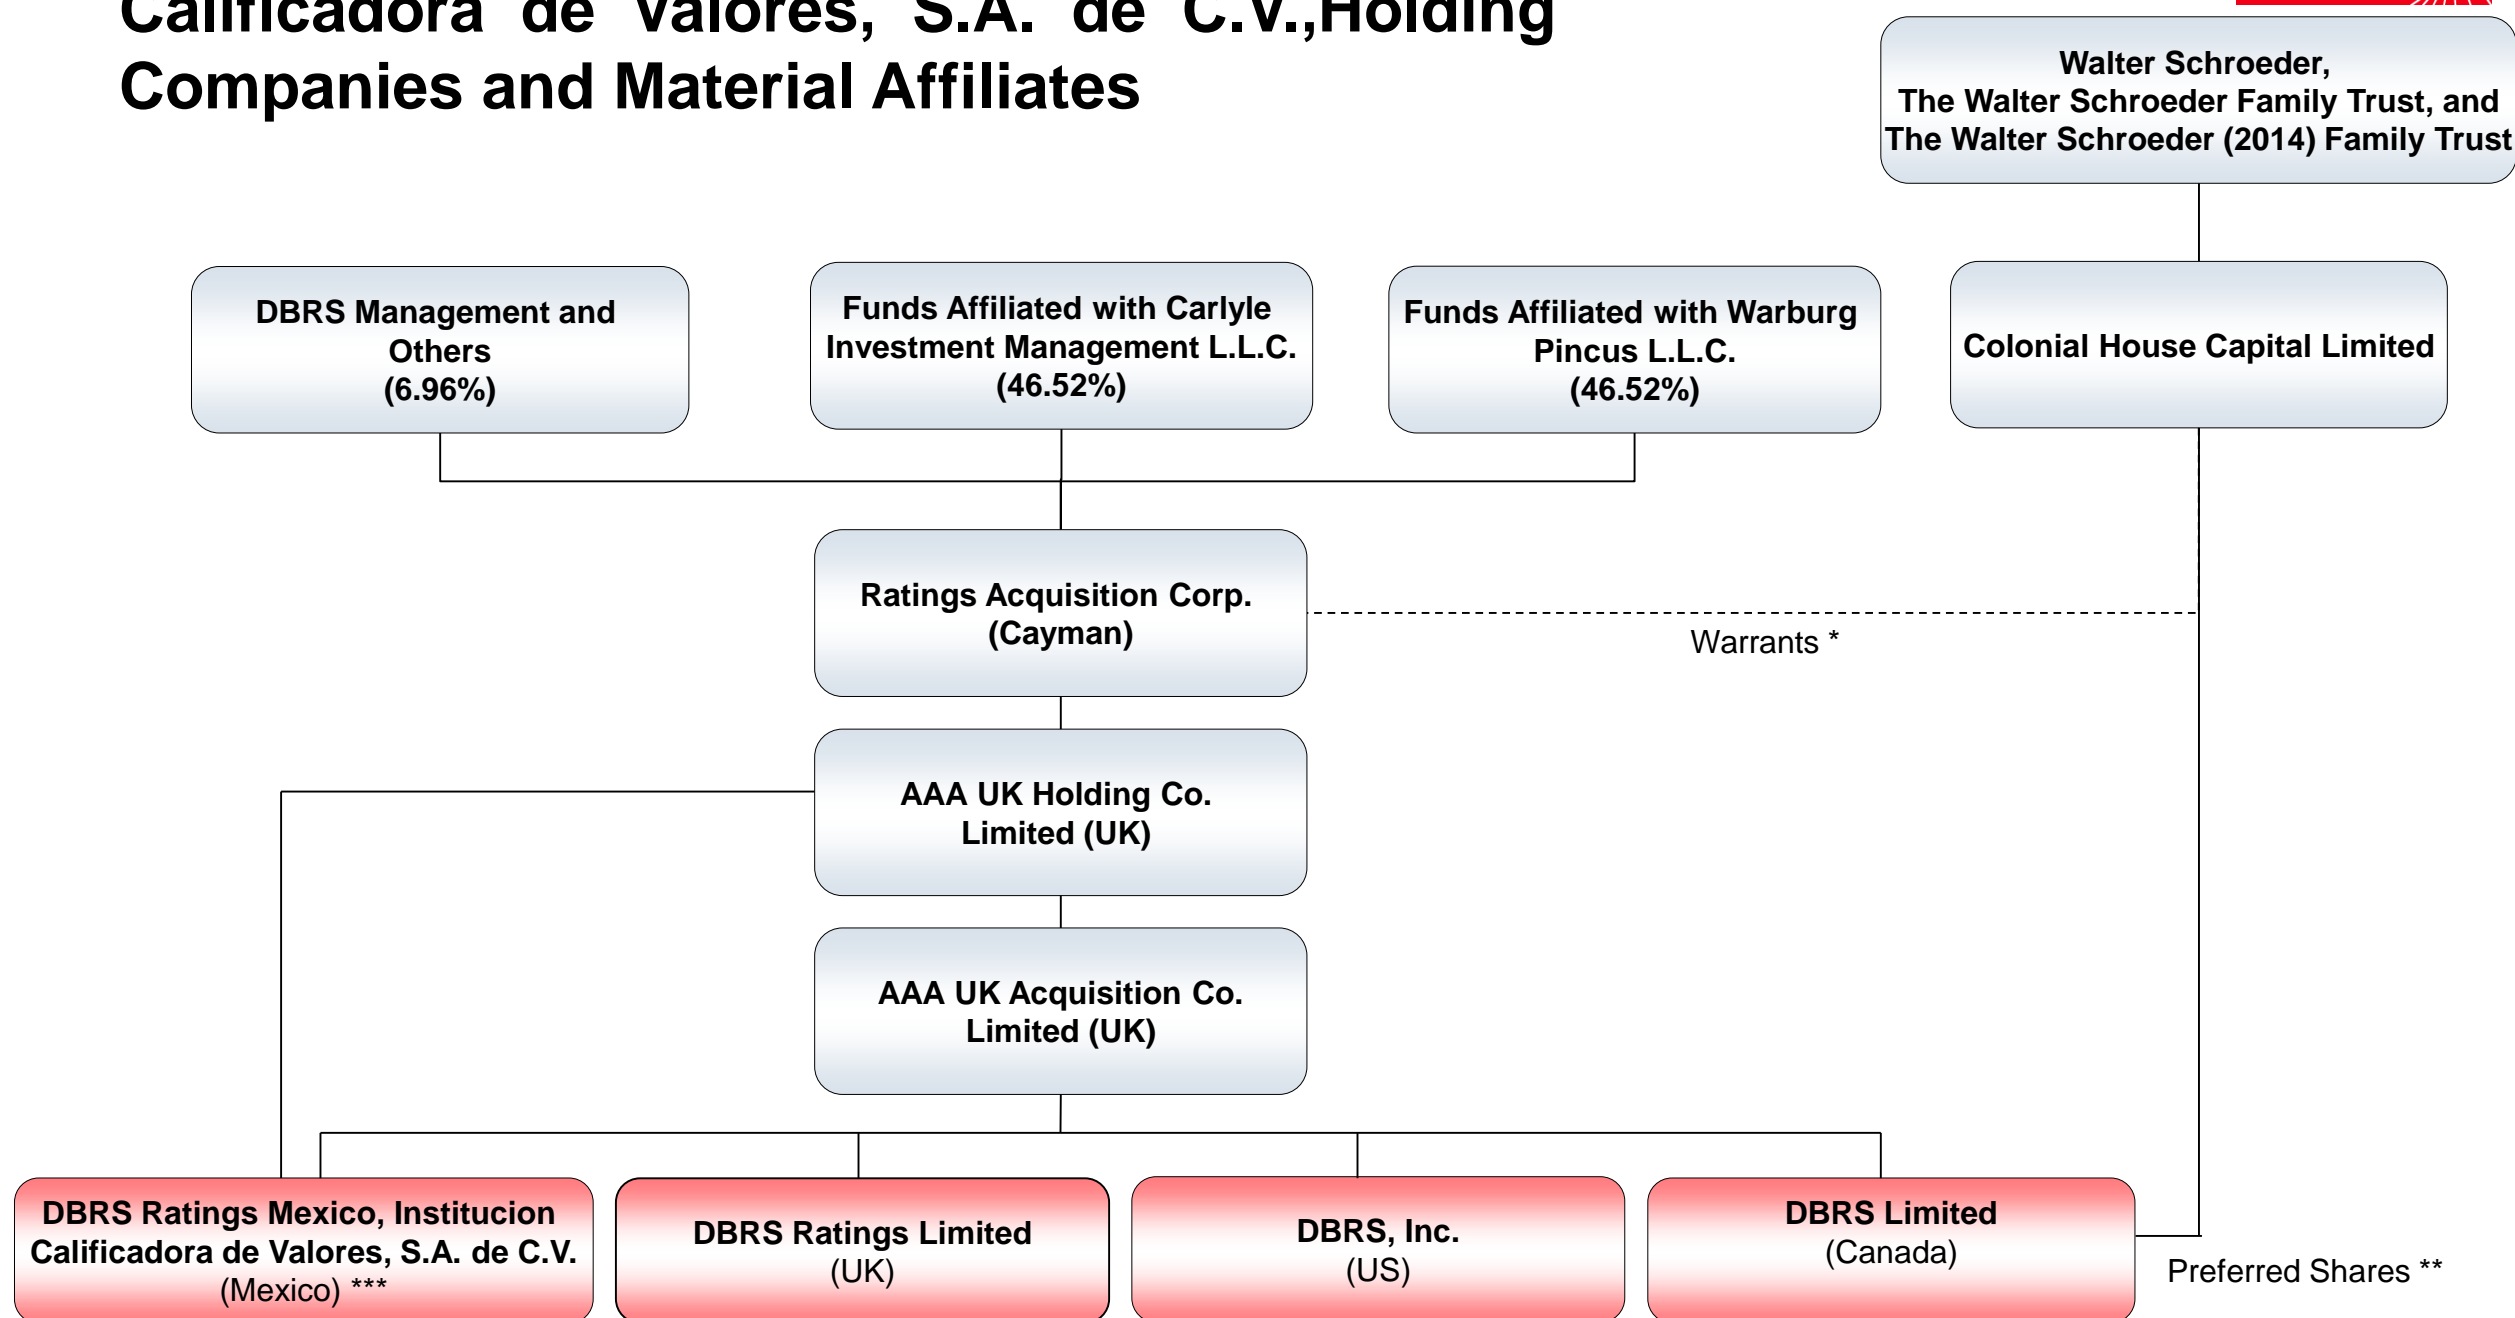 Calificadora de Valores, S.A. de C.V.,Holding
Companies and Material Affiliates
Walter Schroeder,
The Walter Schroeder Family Trust, and
The Walter Schroeder (2014) Family Trust
DBRS Management and
Others
(6.96%)
Funds Affiliated with Carlyle
Investment Management L.L.C.
(46.52%)
Funds Affiliated with Warburg
Pincus L.L.C.
(46.52%)
Colonial House Capital Limited
Ratings Acquisition Corp.
(Cayman)
Warrants *
AAA UK Holding Co.
Limited (UK)
AAA UK Acquisition Co.
Limited (UK)
DBRS Ratings Mexico, Institucion
Calificadora de Valores, S.A. de C.V.
(Mexico) ***
DBRS Ratings Limited
(UK)
DBRS, Inc.
(US)
DBRS Limited
(Canada)
Preferred Shares **